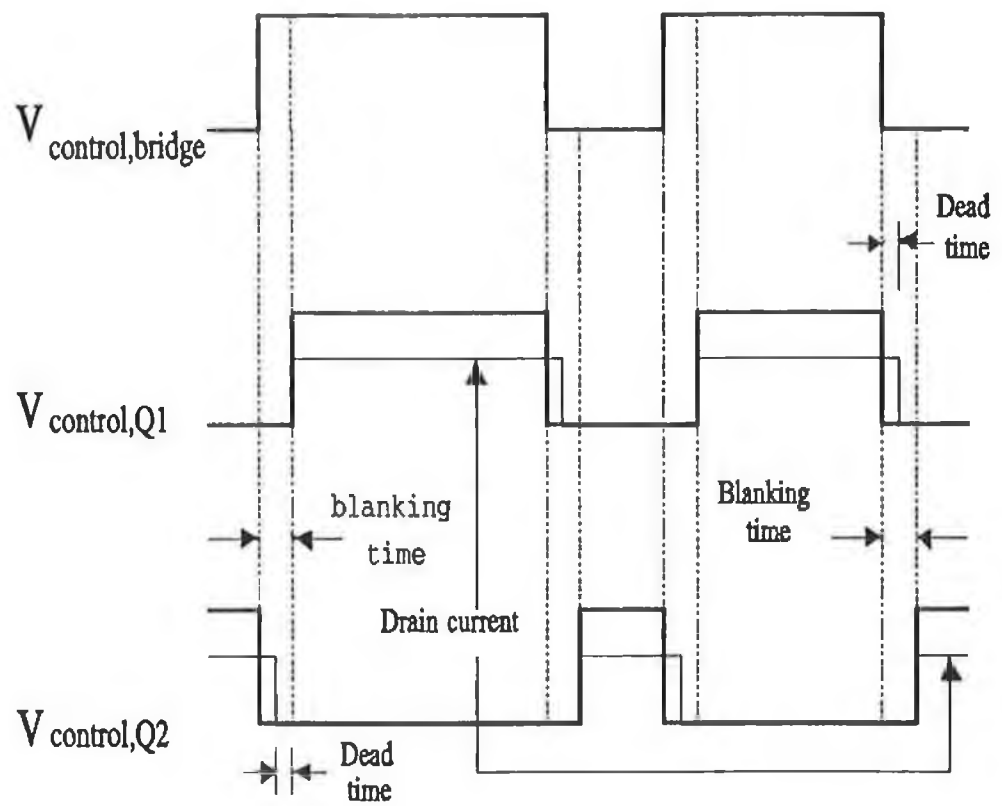 V control,bridge
Dead
time
V control,Q1
blanking
time
Blanking
time
Drain current
V control,Q2
Dead
time